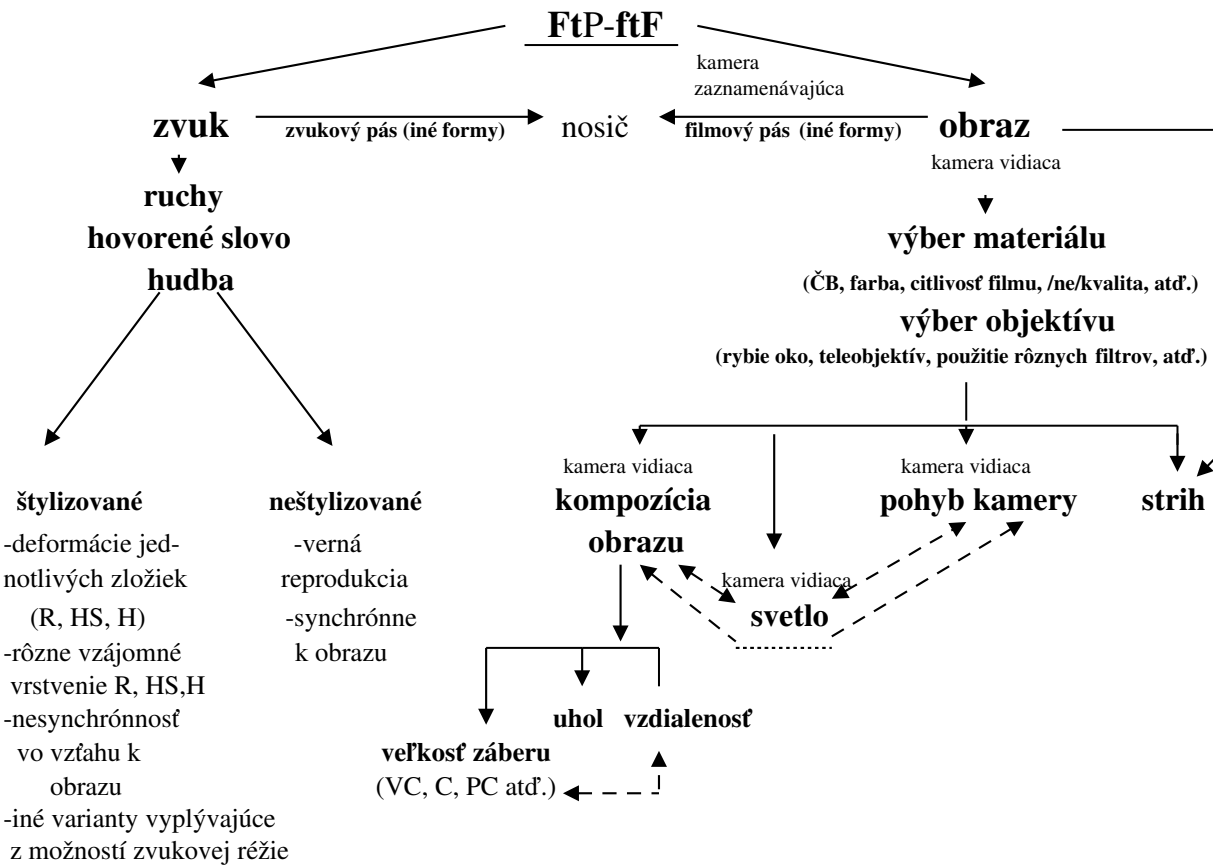 FtP-ftF
kamera
zaznamenávajúca
zvuk
zvukový pás (iné formy)
nosič
filmový pás (iné formy)
obraz
kamera vidiaca
ruchy
hovorené slovo
hudba
výber materiálu
(ČB, farba, citlivosť filmu, /ne/kvalita, atď.)
výber objektívu
(rybie oko, teleobjektív, použitie rôznych filtrov, atď.)
štylizované
-deformácie jed-
notlivých zložiek
(R, HS, H)
-rôzne vzájomné
vrstvenie R, HS,H
-nesynchrónnosť
vo vzťahu k
obrazu
-iné varianty vyplývajúce
z možností zvukovej réžie
neštylizované
-verná
reprodukcia
-synchrónne
k obrazu
kamera vidiaca
kompozícia
obrazu
kamera vidiaca
svetlo
kamera vidiaca
pohyb kamery
strih
uhol
vzdialenosť
veľkosť záberu
(VC, C, PC atď.)